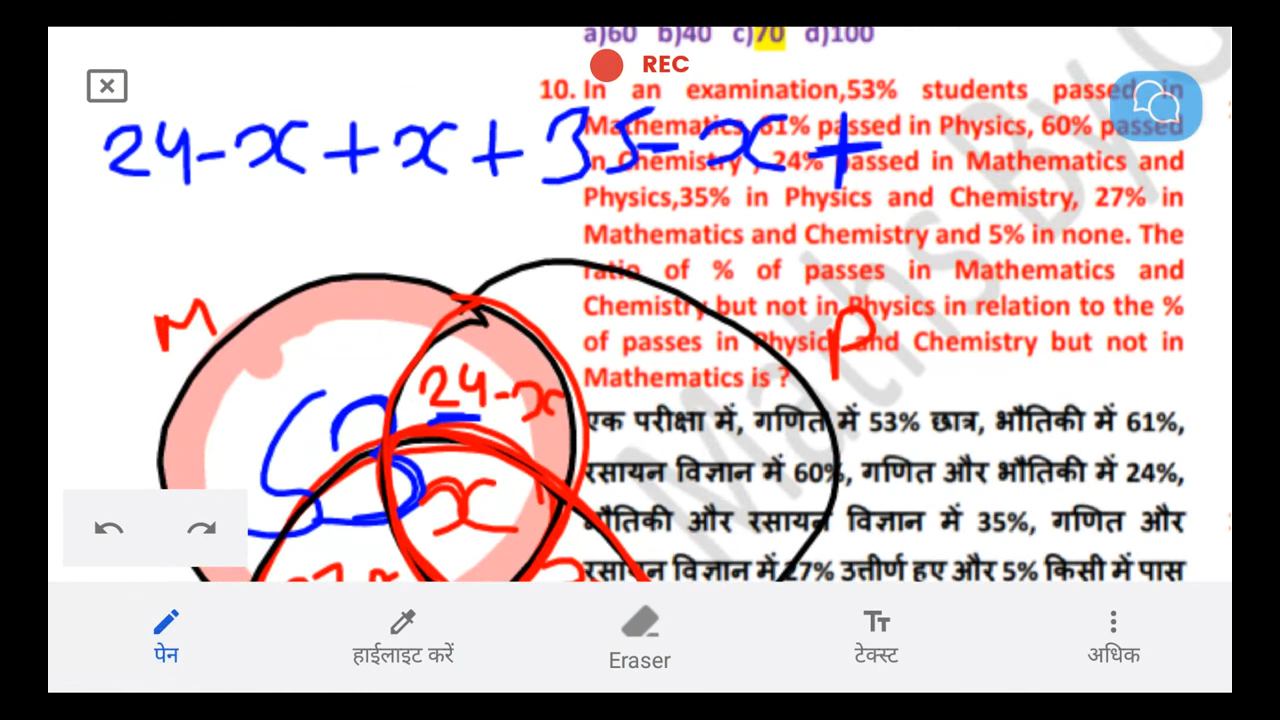 a)60 b)40 c)70 d)100
REC
10. In an examination,53% students passed in
24-x+x+35-x+
Mathematics, 61% passed in Physics, 60% passed
in Chemistry , 24% passed in Mathematics and
Physics,35% in Physics and Chemistry, 27% in
Mathematics and Chemistry and 5% in none. The
ratio of % of passes in Mathematics and
Chemistry but not in Physics in relation to the %
of passes in Physics and Chemistry but not in
Mathematics is ?
M
P
24-x
53
x
एक परीक्षा में, गणित में 53% छात्र, भौतिकी में 61%,
रसायन विज्ञान में 60%, गणित और भौतिकी में 24%,
भौतिकी और रसायन विज्ञान में 35%, गणित और
रसायन विज्ञान में 27% उत्तीर्ण हुए और 5% किसी में पास
Maths By
पेन
हाईलाइट करें
Eraser
टेक्स्ट
अधिक